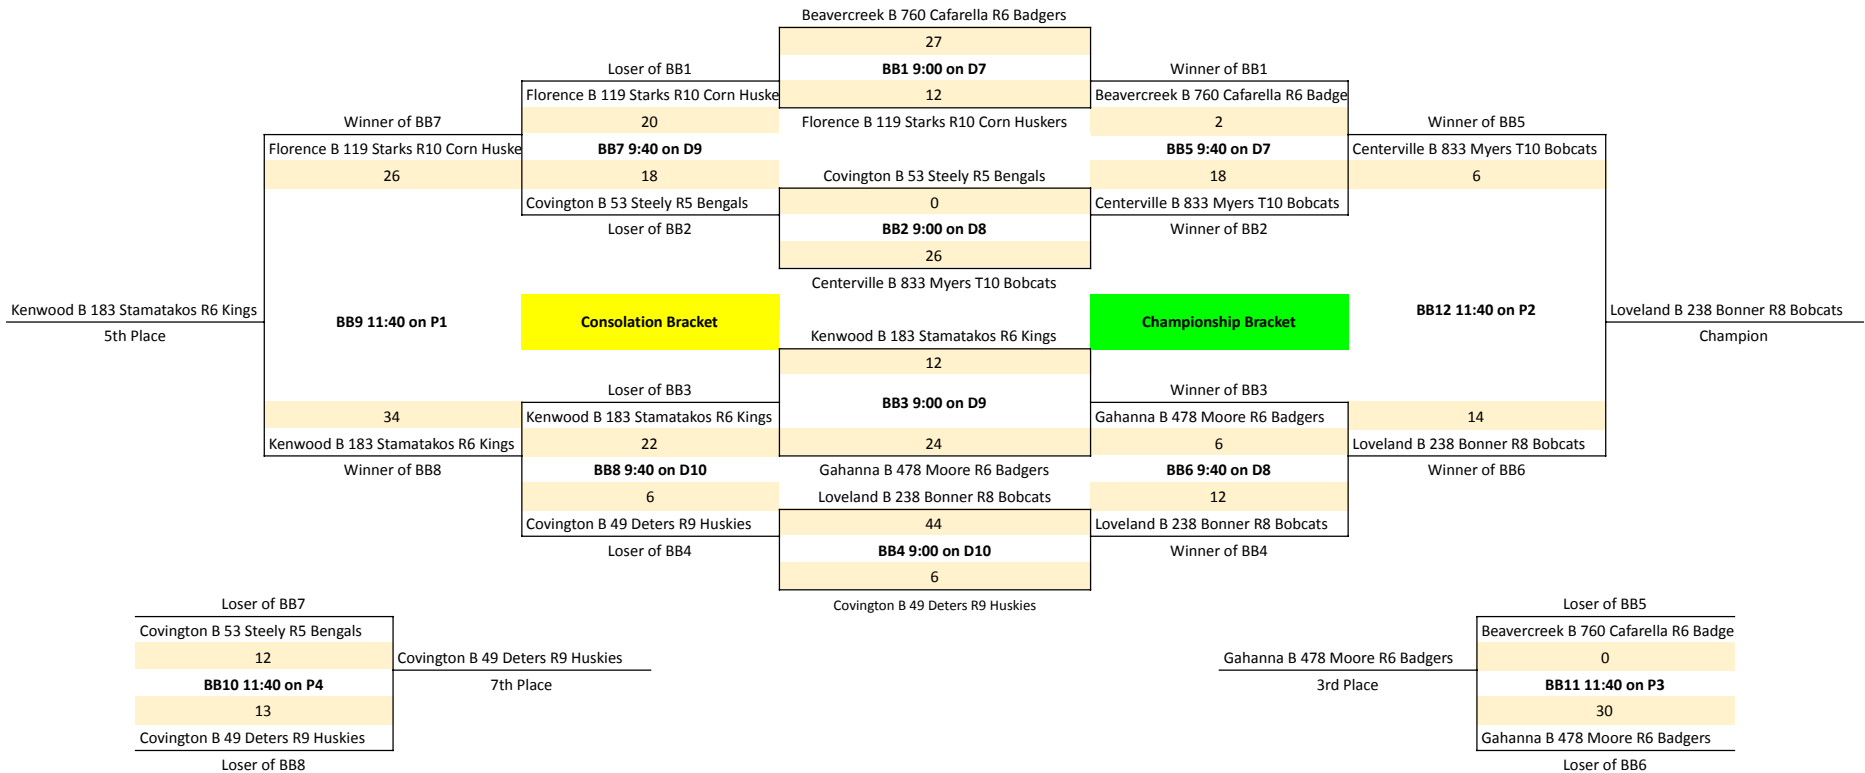 Beavercreek B 760 Cafarella R6 Badgers
27
Loser of BB1
BB1 9:00 on D7
Winner of BB1
Florence B 119 Starks R10 Corn Huske
12
Beavercreek B 760 Cafarella R6 Badge
Winner of BB7
20
Florence B 119 Starks R10 Corn Huskers
2
Winner of BB5
Florence B 119 Starks R10 Corn Huske
BB7 9:40 on D9
BB5 9:40 on D7
Centerville B 833 Myers T10 Bobcats
26
18
Covington B 53 Steely R5 Bengals
18
6
Covington B 53 Steely R5 Bengals
0
Centerville B 833 Myers T10 Bobcats
Loser of BB2
BB2 9:00 on D8
Winner of BB2
26
Centerville B 833 Myers T10 Bobcats
Kenwood B 183 Stamatakos R6 Kings
BB9 11:40 on P1
Consolation Bracket
Championship Bracket
BB12 11:40 on P2
Loveland B 238 Bonner R8 Bobcats
5th Place
Kenwood B 183 Stamatakos R6 Kings
Champion
12
Loser of BB3
BB3 9:00 on D9
Winner of BB3
34
Kenwood B 183 Stamatakos R6 Kings
Gahanna B 478 Moore R6 Badgers
14
Kenwood B 183 Stamatakos R6 Kings
22
24
6
Loveland B 238 Bonner R8 Bobcats
Winner of BB8
BB8 9:40 on D10
Gahanna B 478 Moore R6 Badgers
BB6 9:40 on D8
Winner of BB6
6
Loveland B 238 Bonner R8 Bobcats
12
Covington B 49 Deters R9 Huskies
44
Loveland B 238 Bonner R8 Bobcats
Loser of BB4
BB4 9:00 on D10
Winner of BB4
6
Covington B 49 Deters R9 Huskies
Loser of BB7
Loser of BB5
Covington B 53 Steely R5 Bengals
Beavercreek B 760 Cafarella R6 Badge
12
Covington B 49 Deters R9 Huskies
Gahanna B 478 Moore R6 Badgers
0
BB10 11:40 on P4
7th Place
3rd Place
BB11 11:40 on P3
13
30
Covington B 49 Deters R9 Huskies
Gahanna B 478 Moore R6 Badgers
Loser of BB8
Loser of BB6